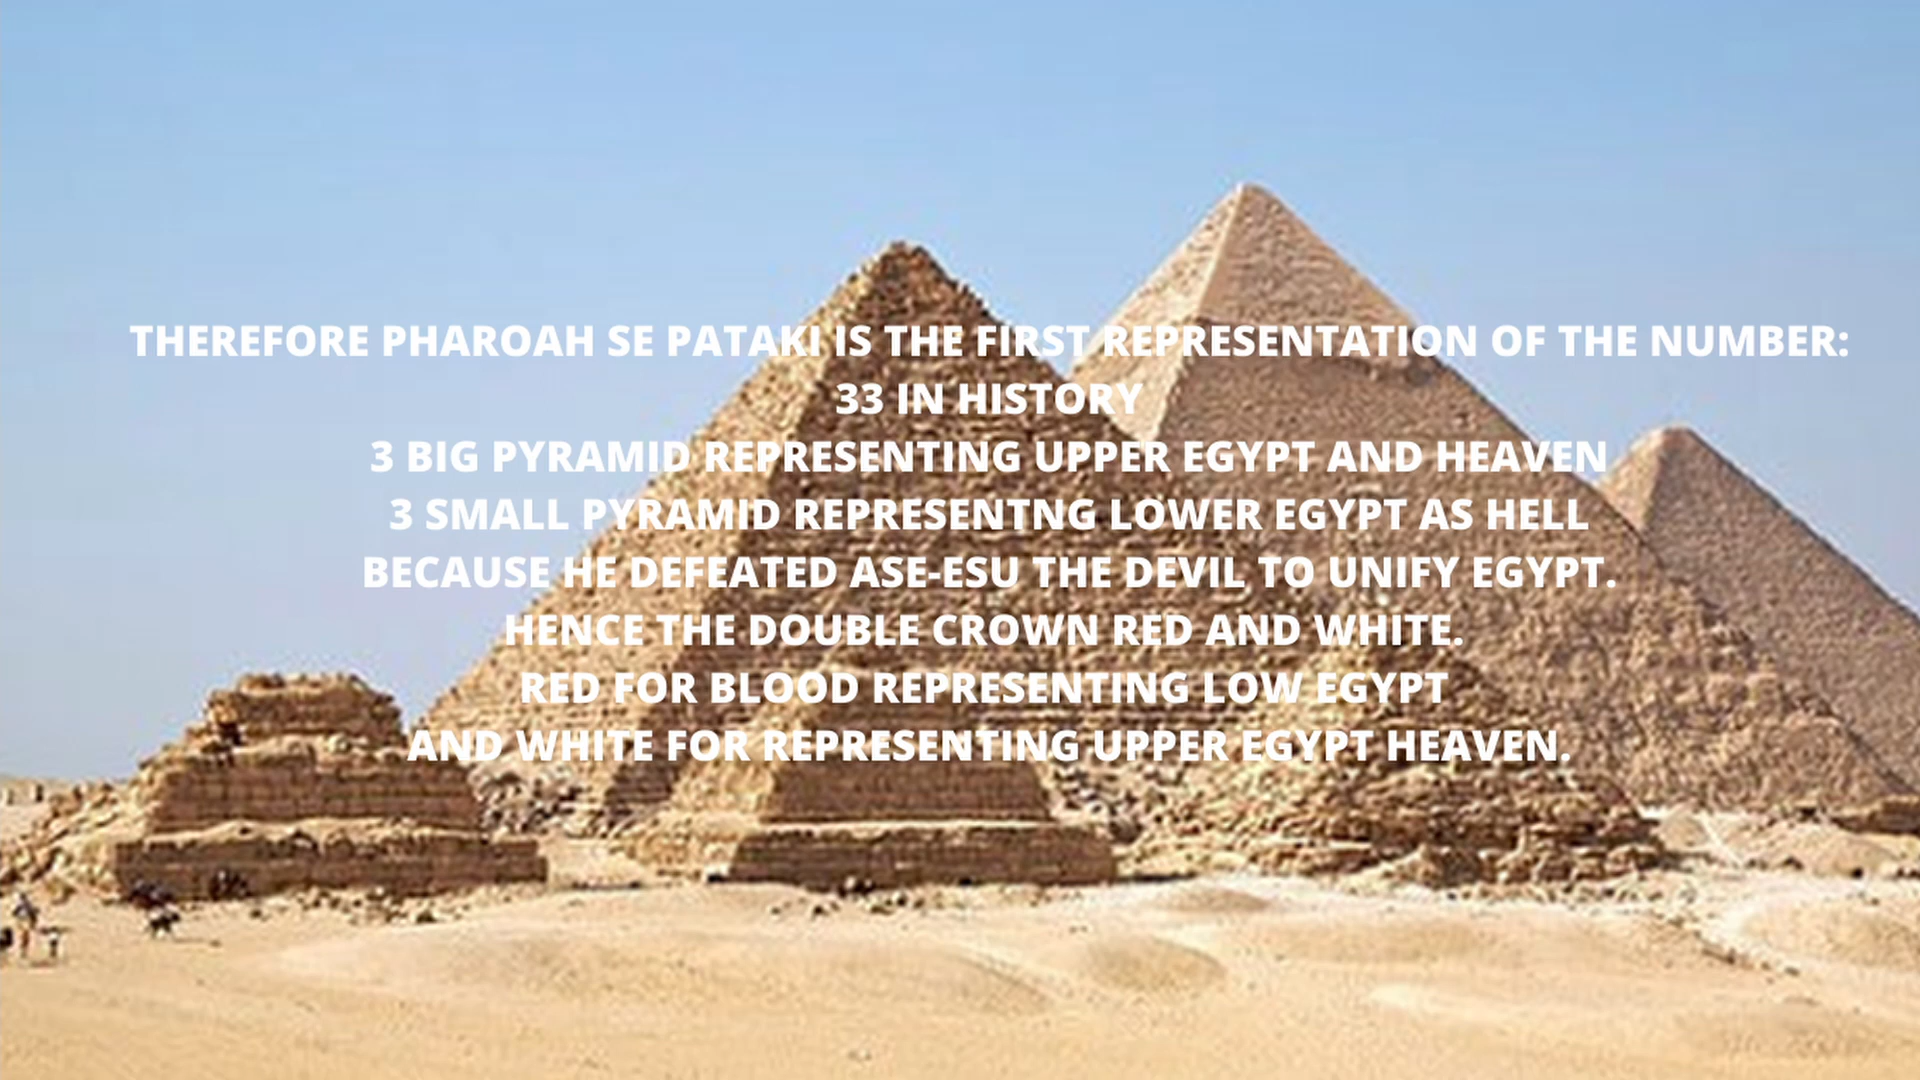 THEREFORE PHAROAH SE PATAKI IS THE FIRST REPRESENTATION OF THE NUMBER:
33 IN HISTORY
3 BIG PYRAMID REPRESENTING UPPER EGYPT AND HEAVEN
3 SMALL PYRAMID REPRESENTNG LOWER EGYPT AS HELL
BECAUSE HE DEFEATED ASE-ESU THE DEVIL TO UNIFY EGYPT.
HENCE THE DOUBLE CROWN RED AND WHITE.
RED FOR BLOOD REPRESENTING LOW EGYPT
AND WHITE FOR REPRESENTING UPPER EGYPT HEAVEN.